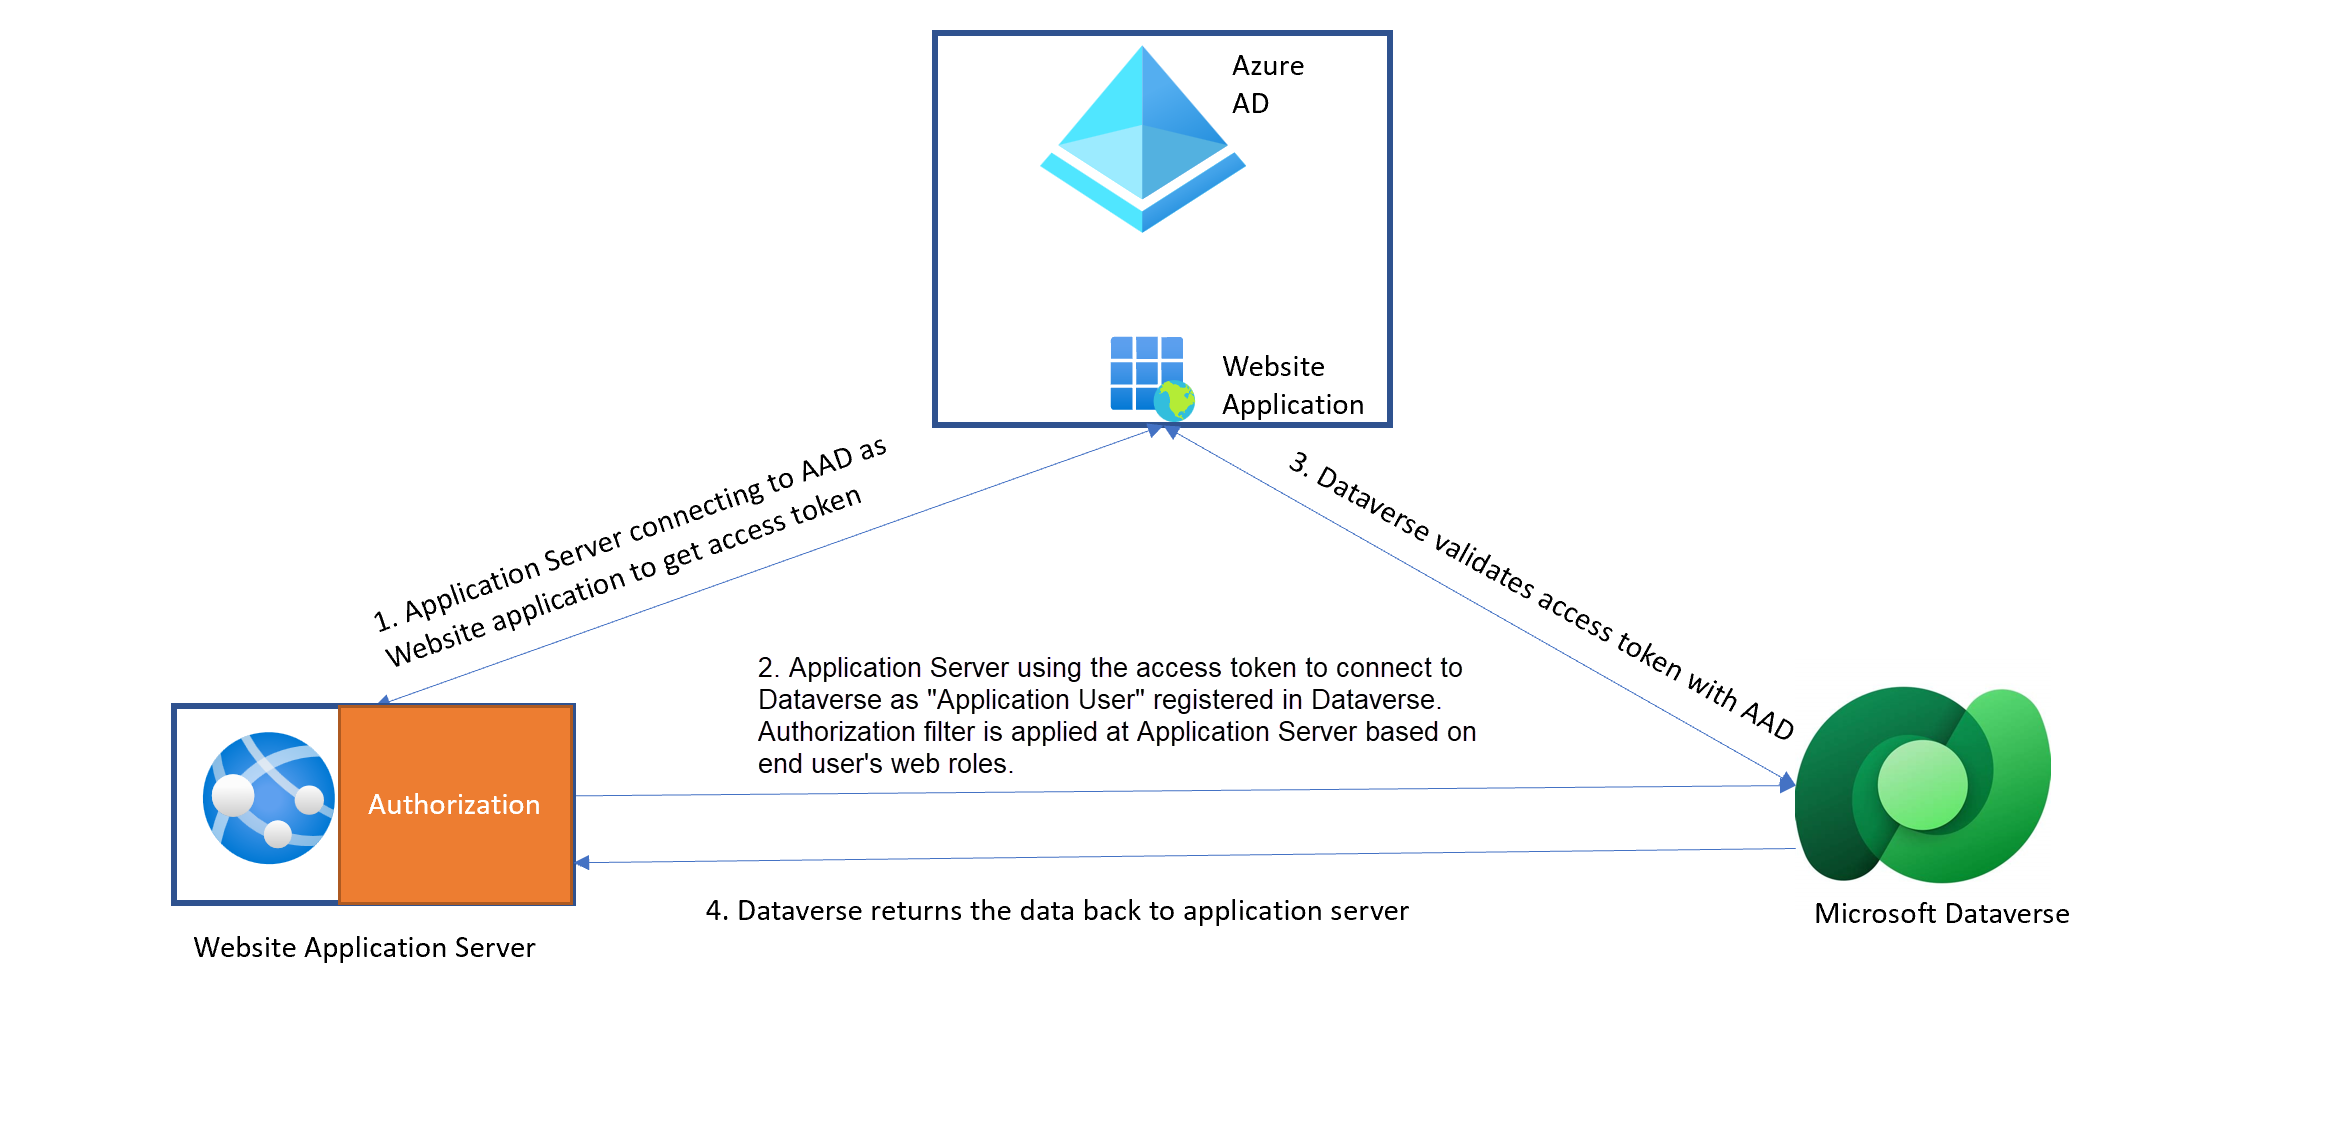 Azure
AD
Website
Application
1. Application Server connecting to AAD as
Website application to get access token
3. Dataverse validates access token with AAD
2. Application Server using the access token to connect to
Dataverse as "Application User" registered in Dataverse.
Authorization filter is applied at Application Server based on
end user's web roles.
Authorization
4. Dataverse returns the data back to application server
Website Application Server
Microsoft Dataverse